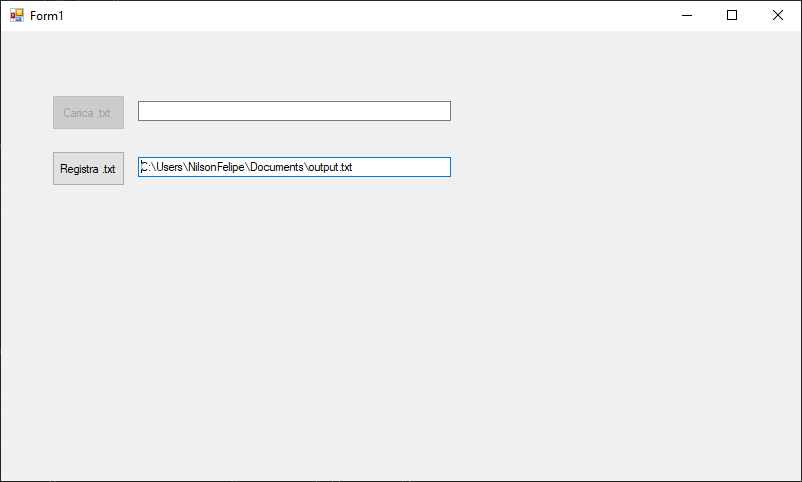 Form1
Carica .txt
Registra .txt C:\Users\NilsonFelipe\Documents\output.txt